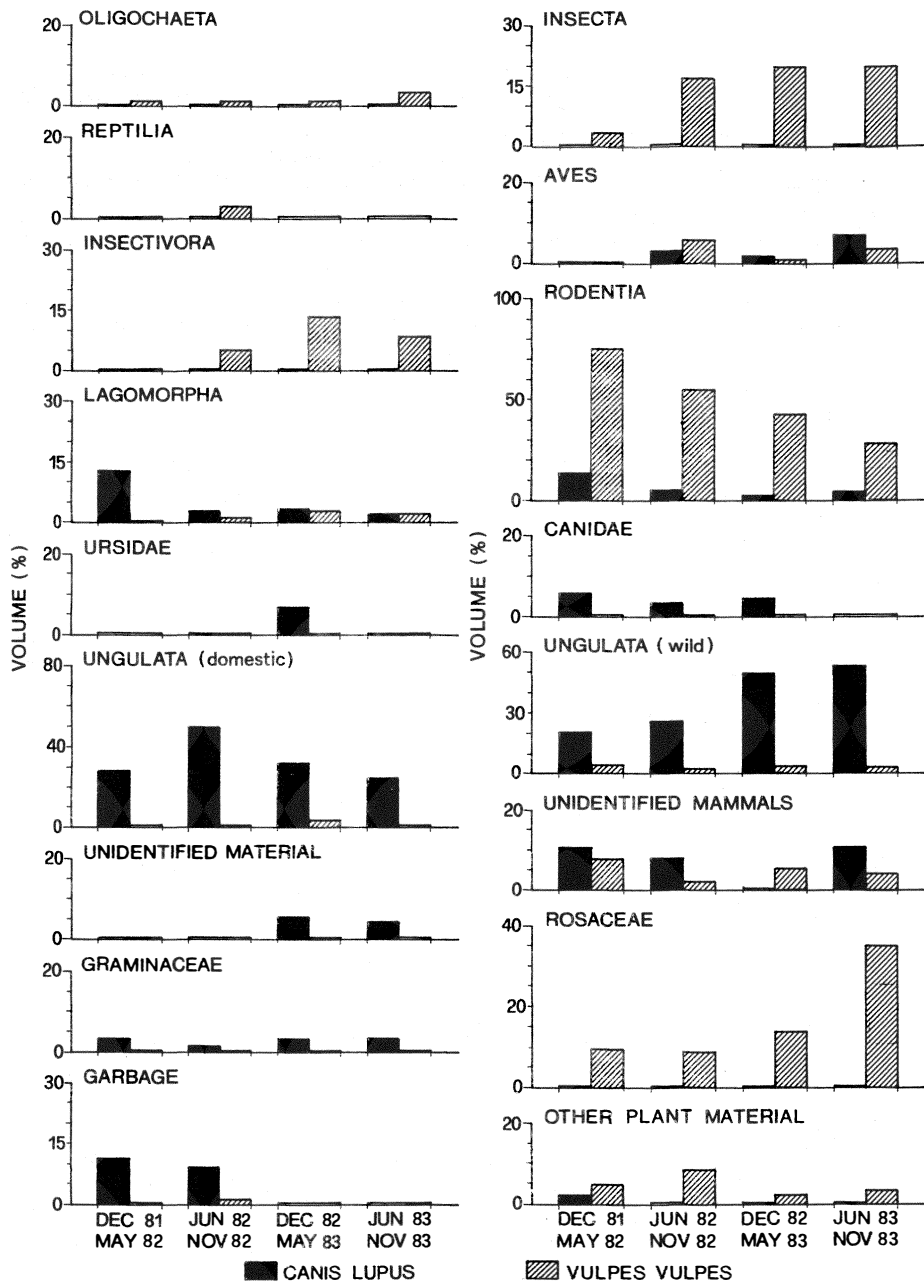 OLIGOCHAETA
20
0
REPTILIA
20
0
INSECTIVORA
30
15
0
LAGOMORPHA
30
15
0
URSIDAE
20
0
UNGULATA (domestic)
80
40
0
UNIDENTIFIED MATERIAL
20
0
GRAMINACEAE
20
0
GARBAGE
30
15
0
VOLUME (%)
DEC 81 JUN 82 DEC 82 JUN 83
MAY 82 NOV 82 MAY 83 NOV 83
INSECTA
30
15
0
AVES
20
0
RODENTIA
100
50
0
CANIDAE
20
0
UNGULATA (wild)
60
30
0
UNIDENTIFIED MAMMALS
20
0
ROSACEAE
40
20
0
OTHER PLANT MATERIAL
20
0
VOLUME (%)
DEC 81 JUN 82 DEC 82 JUN 83
MAY 82 NOV 82 MAY 83 NOV 83
CANIS LUPUS
VULPES VULPES